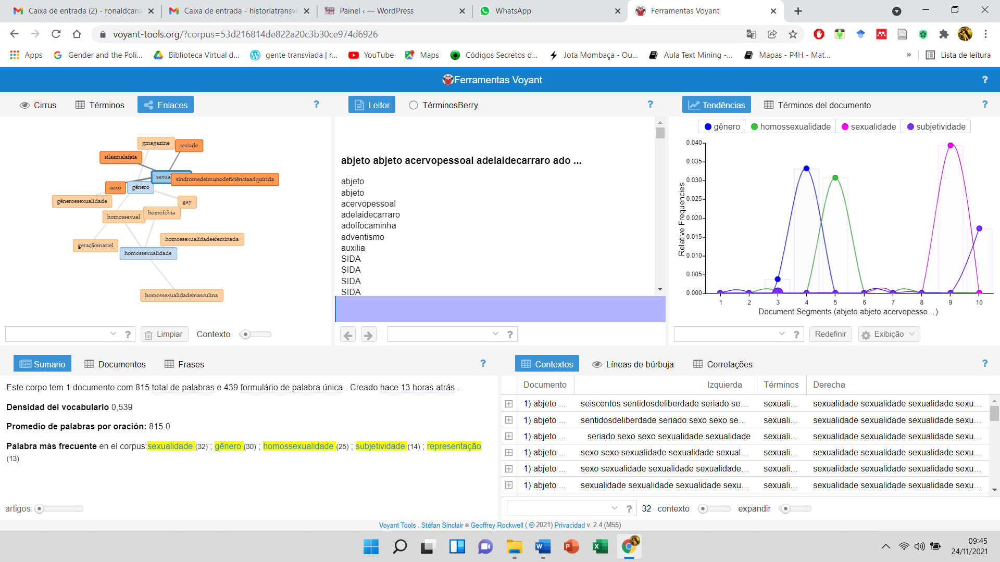 Caixa de entrada (2) - ronaldcana
Caixa de entrada - historiatransvi
Painel ‹ — WordPress
WhatsApp
Ferramentas Voyant
voyant-tools.org/?corpus=53d216814de822a20c3b30ce974d6926
Apps
Gender and the Poli...
Biblioteca Virtual d...
gente transviada | r...
YouTube
Maps
Códigos Secretos d...
Jota Mombaça - Ou...
Aula Text Mining -...
Mapas - P4H - Mat...
»
Lista de leitura
Ferramentas Voyant
?
Cirrus
Términos
Enlaces
?
gmagazine
seriado
silasmalafaia
sexual
síndromedeimunodeficiênciaadquirida
sexo
gênero
gêneroesexualidade
gay
homossexual
homofobia
geraçãomariel
homossexualidadeefeminada
homossexualidade
homossexualidademasculina
?
Limpiar
Contexto
Leitor
TérminosBerry
?
abjeto abjeto acervopessoal adelaidecarraro ado ...
abjeto
abjeto
acervopessoal
adelaidecarraro
adolfocaminha
adventismo
auxilia
SIDA
SIDA
SIDA
SIDA
?
Tendências
Términos del documento
?
gênero
homossexualidade
sexualidade
subjetividade
0.040
0.035
0.030
0.025
0.020
0.015
0.010
0.005
0.000
Relative Frequencies
1 2 3 4 5 6 7 8 9 10
Document Segments (abjeto abjeto acervopesso...)
?
Redefinir
Exibição
Sumario
Documentos
Frases
?
Este corpo tem 1 documento com 815 total de palabras e 439 formulário de palabra única . Creado hace 13 horas atrás .
Densidad del vocabulario 0,539
Promedio de palabras por oración: 815.0
Palabra más frecuente en el corpus:sexualidade (32) ; gênero (30) ; homossexualidade (25) ; subjetividade (14) ; representação
(13)
artigos:
Contextos
Líneas de búrbuja
Correlações
?
Documento Izquierda Términos Derecha
1) abjeto ... seiscentos sentidosdeliberdade seriado se... sexuali... sexualidade sexualidade sexualidade sexu...
1) abjeto ... sentidosdeliberdade seriado sexo sexo se... sexuali... sexualidade sexualidade sexualidade sexu...
1) abjeto ... seriado sexo sexo sexualidade sexualidade sexuali... sexualidade sexualidade sexualidade sexu...
1) abjeto ... sexo sexo sexualidade sexualidade sexual... sexuali... sexualidade sexualidade sexualidade sexu...
1) abjeto ... sexo sexualidade sexualidade sexualidade... sexuali... sexualidade sexualidade sexualidade sexu...
1) abjeto ... sexualidade sexualidade sexualidade sexu... sexuali... sexualidade sexualidade sexualidade sexu...
?
32 contexto
expandir
Voyant Tools , Stéfan Sinclair e Geoffrey Rockwell ( 2021) Privacidad v. 2.4 (M55)
09:45
24/11/2021